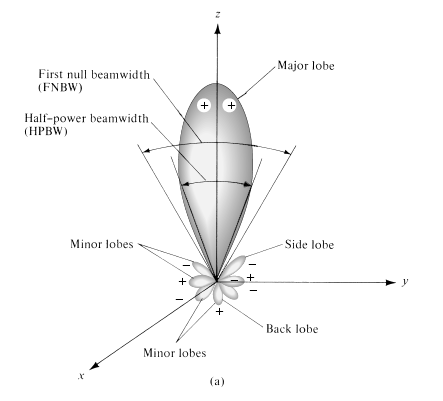 z
Major lobe
First null beamwidth
(FNBW)
+ +
Half-power beamwidth
(HPBW)
Minor lobes
Side lobe
− −
+ − +
− −
+
y
Back lobe
Minor lobes
x
(a)